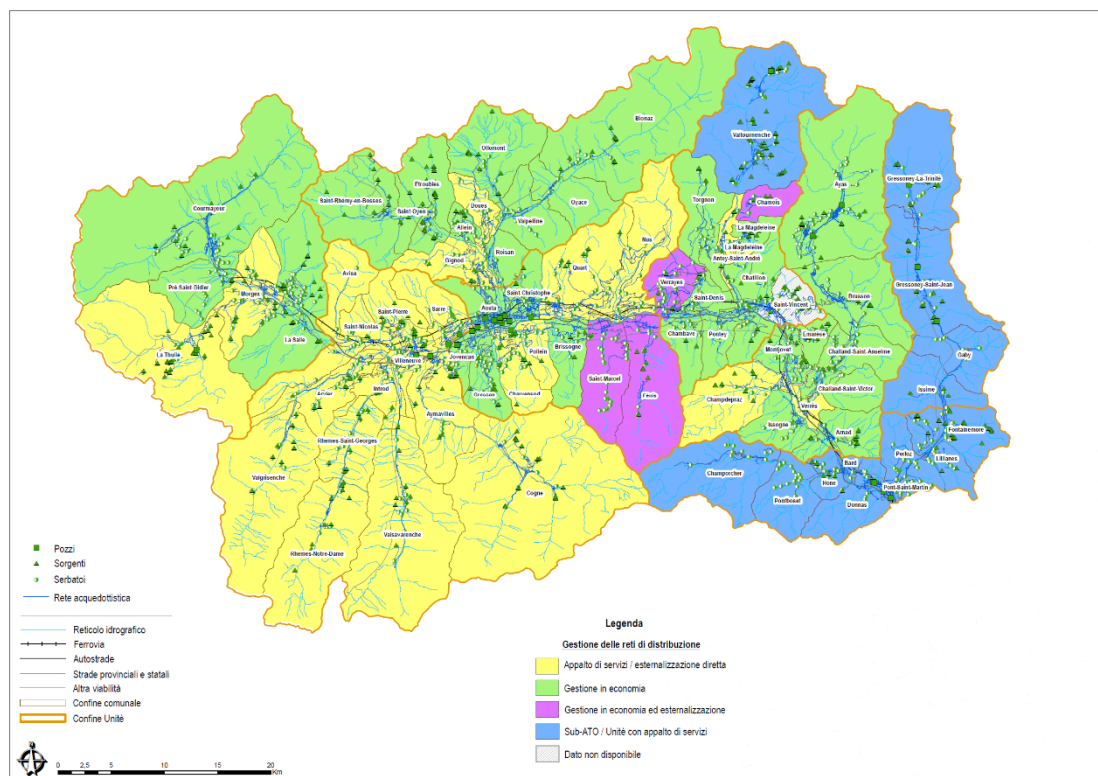 Bionaz
Ollomont
Valtournenche
Etroubles
Saint-Rhémy-en-Bosses
Saint-Oyen
Doues
Allein
Oyace
Valpelline
Courmayeur
Gignod
Roisan
Torgnon
Chamois
La Magdeleine
La Magdeleine
Antey-Saint-André
Ayas
Gressoney-La-Trinité
Nus
Quart
Avise
Pré Saint-Didier
Morgex
Verrayes
Chatillon
Saint-Denis
Saint-Vincent
Brusson
Gressoney-Saint-Jean
Saint Christophe
Aosta
Saint-Pierre
Sarre
Saint-Nicolas
La Salle
La Thuile
Villeneuve
Jovencan
Pollein
Brissogne
Chambave
Pontey
Emarèse
Montjovet
Challand-Saint-Anselme
Gaby
Introd
Arvier
Aymavilles
Gressan
Charvensod
Saint-Marcel
Fenis
Champdepraz
Challand-Saint-Victor
Verrès
Issime
Issogne
Arnad
Rhemes-Saint-Georges
Valgrisenche
Cogne
Valsavarenche
Rhemes-Notre-Dame
Champorcher
Pontboset
Hone
Bard
Donnas
Perloz
Lillianes
Fontainemore
Pont-Saint-Martin
Pozzi
Sorgenti
Serbatoi
Rete acquedottistica
Reticolo idrografico
Ferrovia
Autostrade
Strade provinciali e statali
Altra viabilità
Confine comunale
Confine Unité
0 2,5 5 10 15 20
Km
Legenda
Gestione delle reti di distribuzione
Appalto di servizi / esternalizzazione diretta
Gestione in economia
Gestione in economia ed esternalizzazione
Sub-ATO / Unité con appalto di servizi
Dato non disponibile